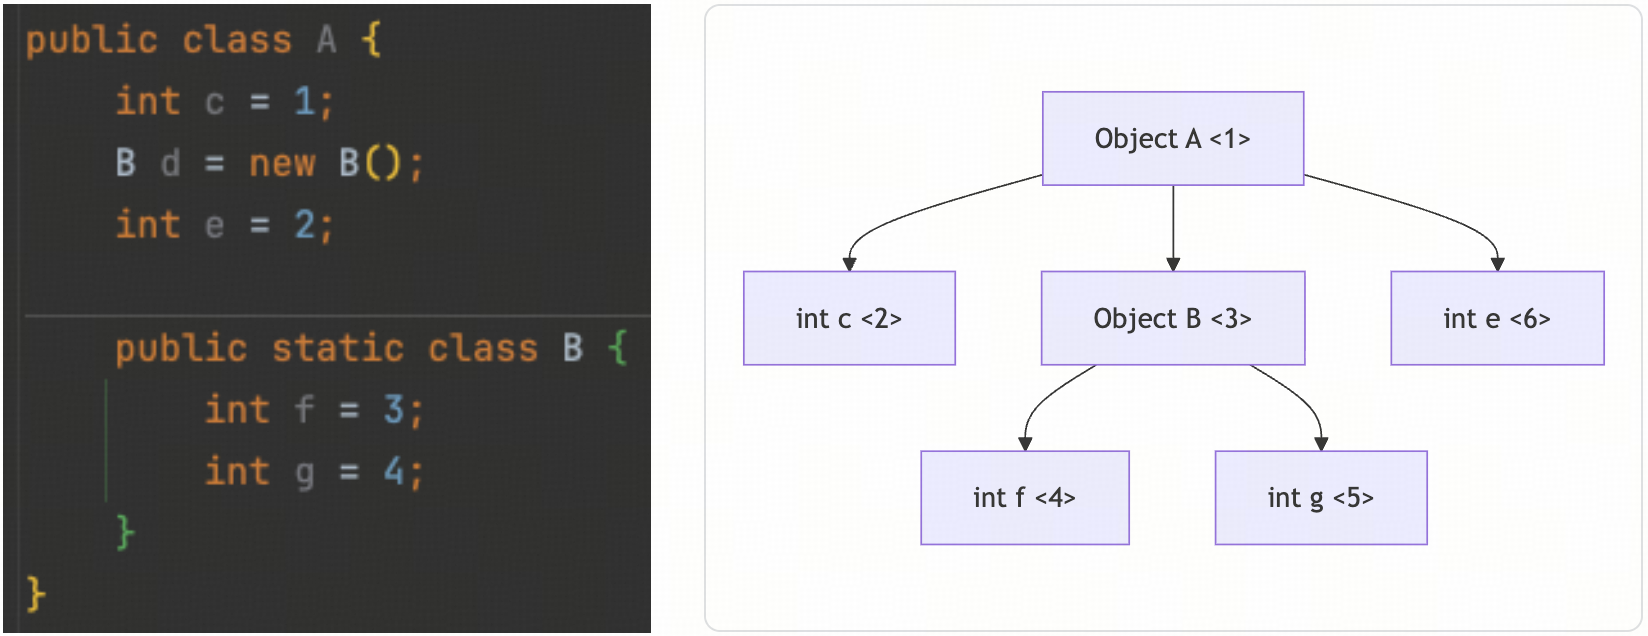 public class A {
int c = 1;
B d = new B();
int e = 2;
public static class B {
int f = 3;
int g = 4;
}
}
Object A <1>
int c <2>
Object B <3>
int e <6>
int f <4>
int g <5>